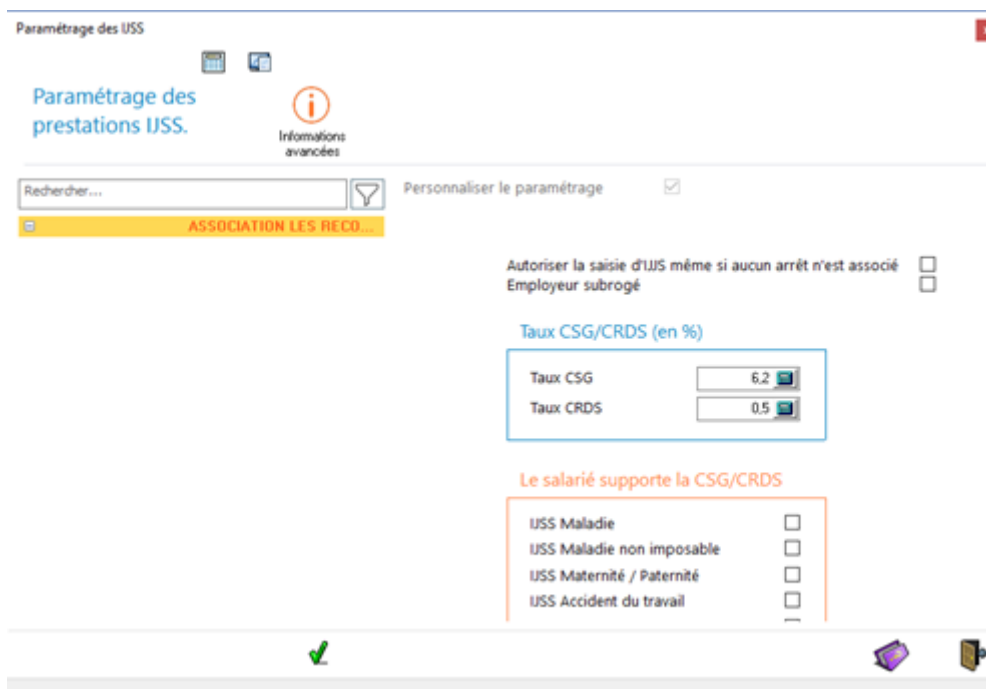 Paramétrage des IJSS
Paramétrage des
prestations IJSS.
Informations
avancées
Rechercher...
Personnaliser le paramétrage
ASSOCIATION LES RECO...
Autoriser la saisie d'IJJS même si aucun arrêt n'est associé
Employeur subrogé
Taux CSG/CRDS (en %)
Taux CSG 6,2
Taux CRDS 0,5
Le salarié supporte la CSG/CRDS
IJSS Maladie
IJSS Maladie non imposable
IJSS Maternité / Paternité
IJSS Accident du travail